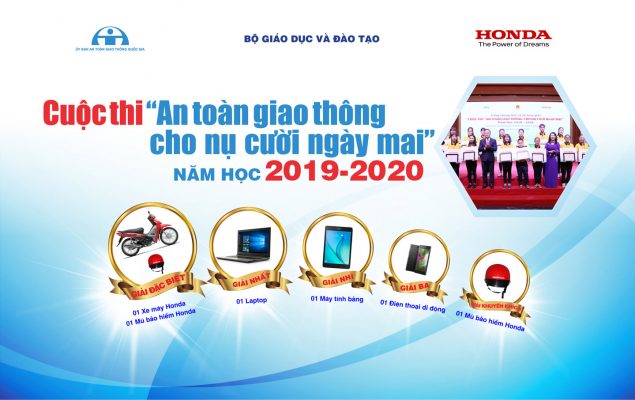 ỦY BAN AN TOÀN GIAO THÔNG QUỐC GIA
BỘ GIÁO DỤC VÀ ĐÀO TẠO
HONDA
The Power of Dreams
Cuộc thi “An toàn giao thông
cho nụ cười ngày mai”
NĂM HỌC 2019-2020
GIẢI ĐẶC BIỆT
01 Xe máy Honda
01 Mũ bảo hiểm Honda
GIẢI NHẤT
01 Laptop
GIẢI NHÌ
01 Máy tính bảng
GIẢI BA
01 Điện thoại di động
GIẢI KHUYẾN KHÍCH
01 Mũ bảo hiểm Honda